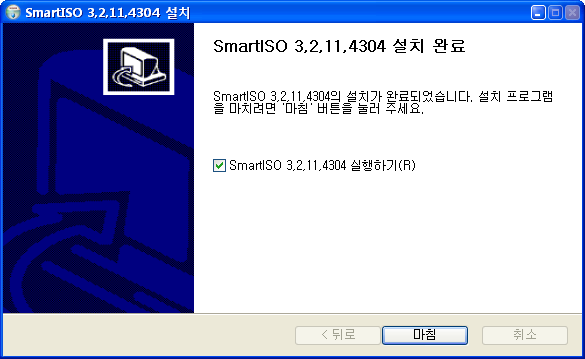 SmartISO 3,2,11,4304 설치
SmartISO 3,2,11,4304 설치 완료
SmartISO 3,2,11,4304의 설치가 완료되었습니다. 설치 프로그램
을 마치려면 '마침' 버튼을 눌러 주세요.
SmartISO 3,2,11,4304 실행하기(R)
< 뒤로
마침
취소